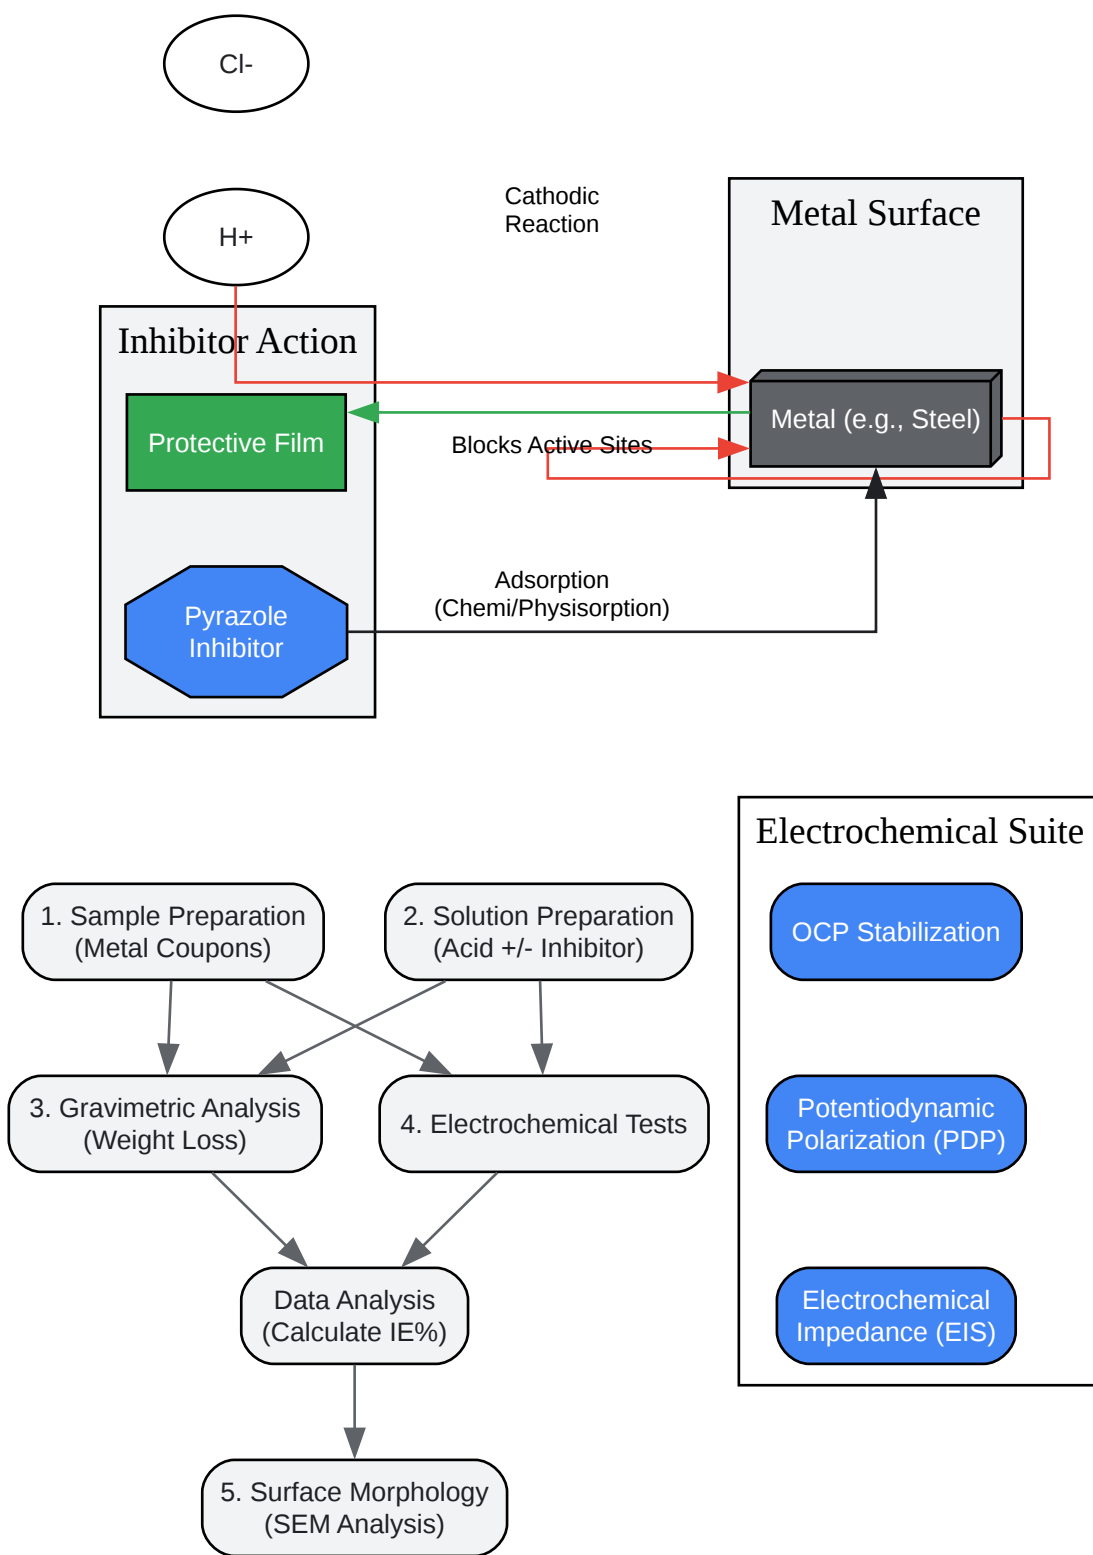 Cl-
H+
Cathodic
Reaction
Metal Surface
Inhibitor Action
Metal (e.g., Steel)
Protective Film
Blocks Active Sites
Adsorption
(Chemi/Physisorption)
Pyrazole
Inhibitor
Electrochemical Suite
1. Sample Preparation
(Metal Coupons)
2. Solution Preparation
(Acid +/- Inhibitor)
OCP Stabilization
3. Gravimetric Analysis
(Weight Loss)
4. Electrochemical Tests
Potentiodynamic
Polarization (PDP)
Data Analysis
(Calculate IE%)
Electrochemical
Impedance (EIS)
5. Surface Morphology
(SEM Analysis)